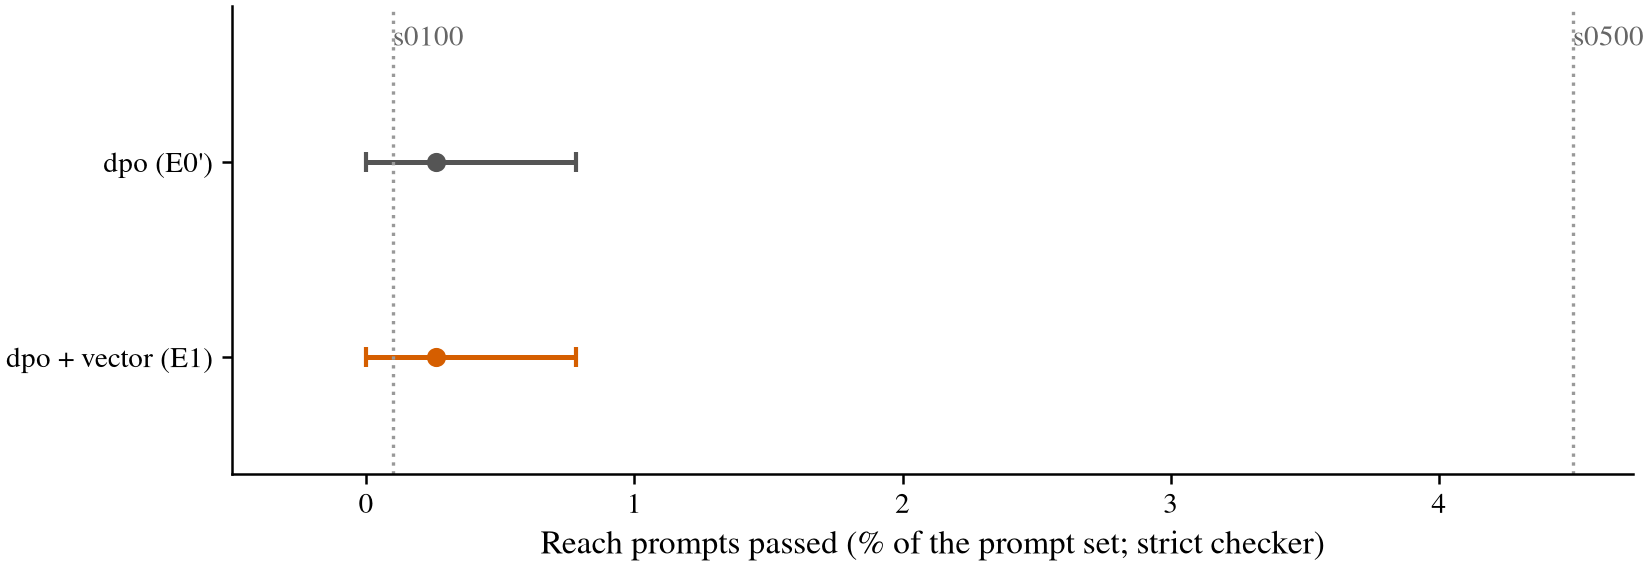 s0100
s0500
dpo (E0')
dpo + vector (E1)
0
1
2
3
4
Reach prompts passed (% of the prompt set; strict checker)